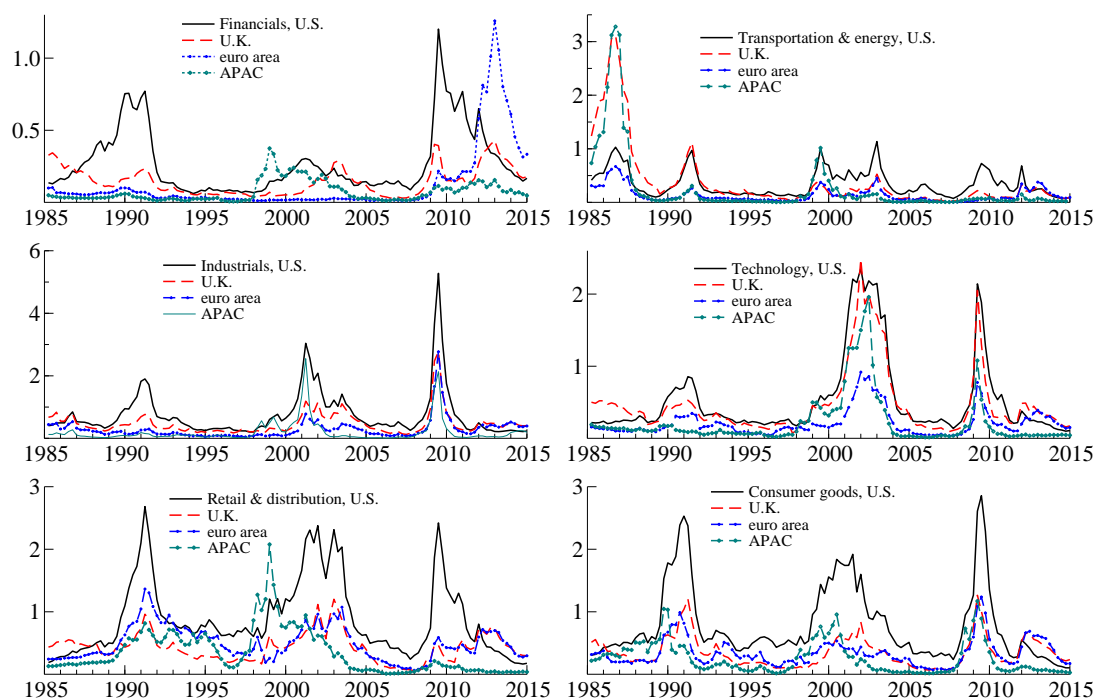 Financials, U.S.
U.K.
euro area
APAC
1.0
0.5
1985 1990 1995 2000 2005 2010 2015
Transportation & energy, U.S.
U.K.
euro area
APAC
3
2
1
1985 1990 1995 2000 2005 2010 2015
Industrials, U.S.
U.K.
euro area
APAC
6
4
2
1985 1990 1995 2000 2005 2010 2015
Technology, U.S.
U.K.
euro area
APAC
2
1
1985 1990 1995 2000 2005 2010 2015
Retail & distribution, U.S.
U.K.
euro area
APAC
3
2
1
1985 1990 1995 2000 2005 2010 2015
Consumer goods, U.S.
U.K.
euro area
APAC
3
2
1
1985 1990 1995 2000 2005 2010 2015